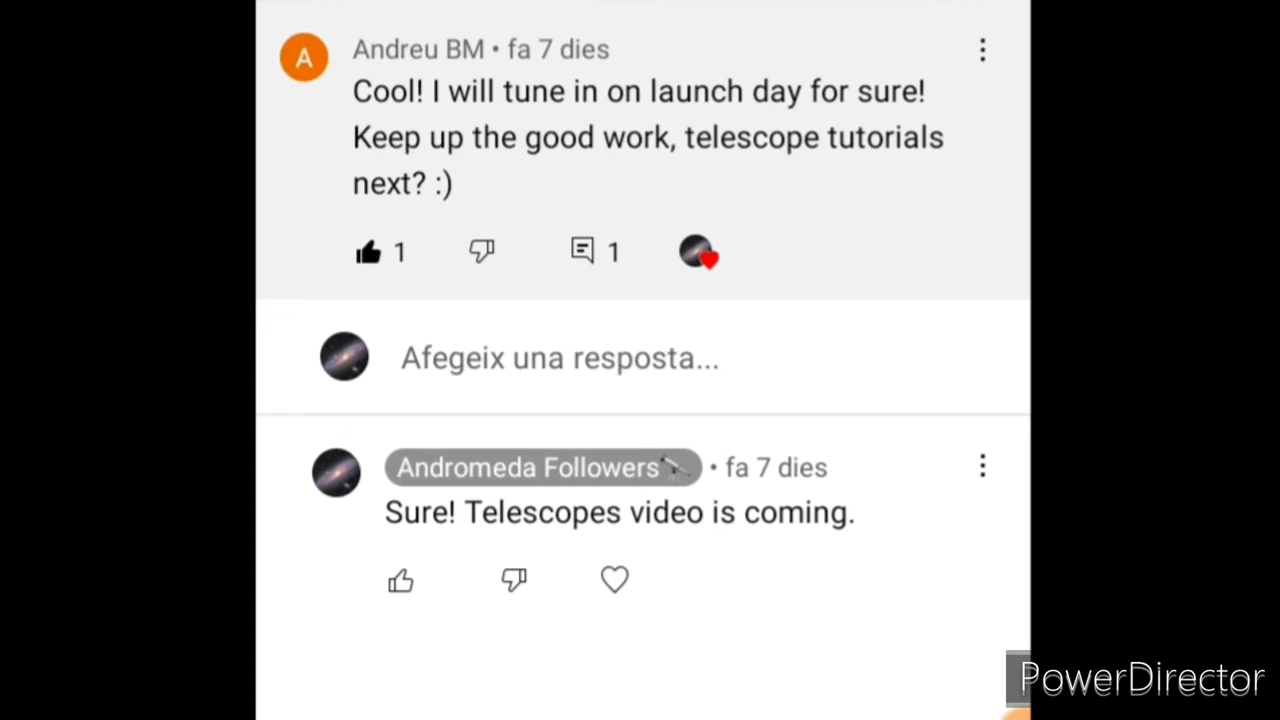 A
Andreu BM • fa 7 dies
Cool! I will tune in on launch day for sure!
Keep up the good work, telescope tutorials
next? :)
1 1
Afegeix una resposta...
Andromeda Followers • fa 7 dies
Sure! Telescopes video is coming.
PowerDirector